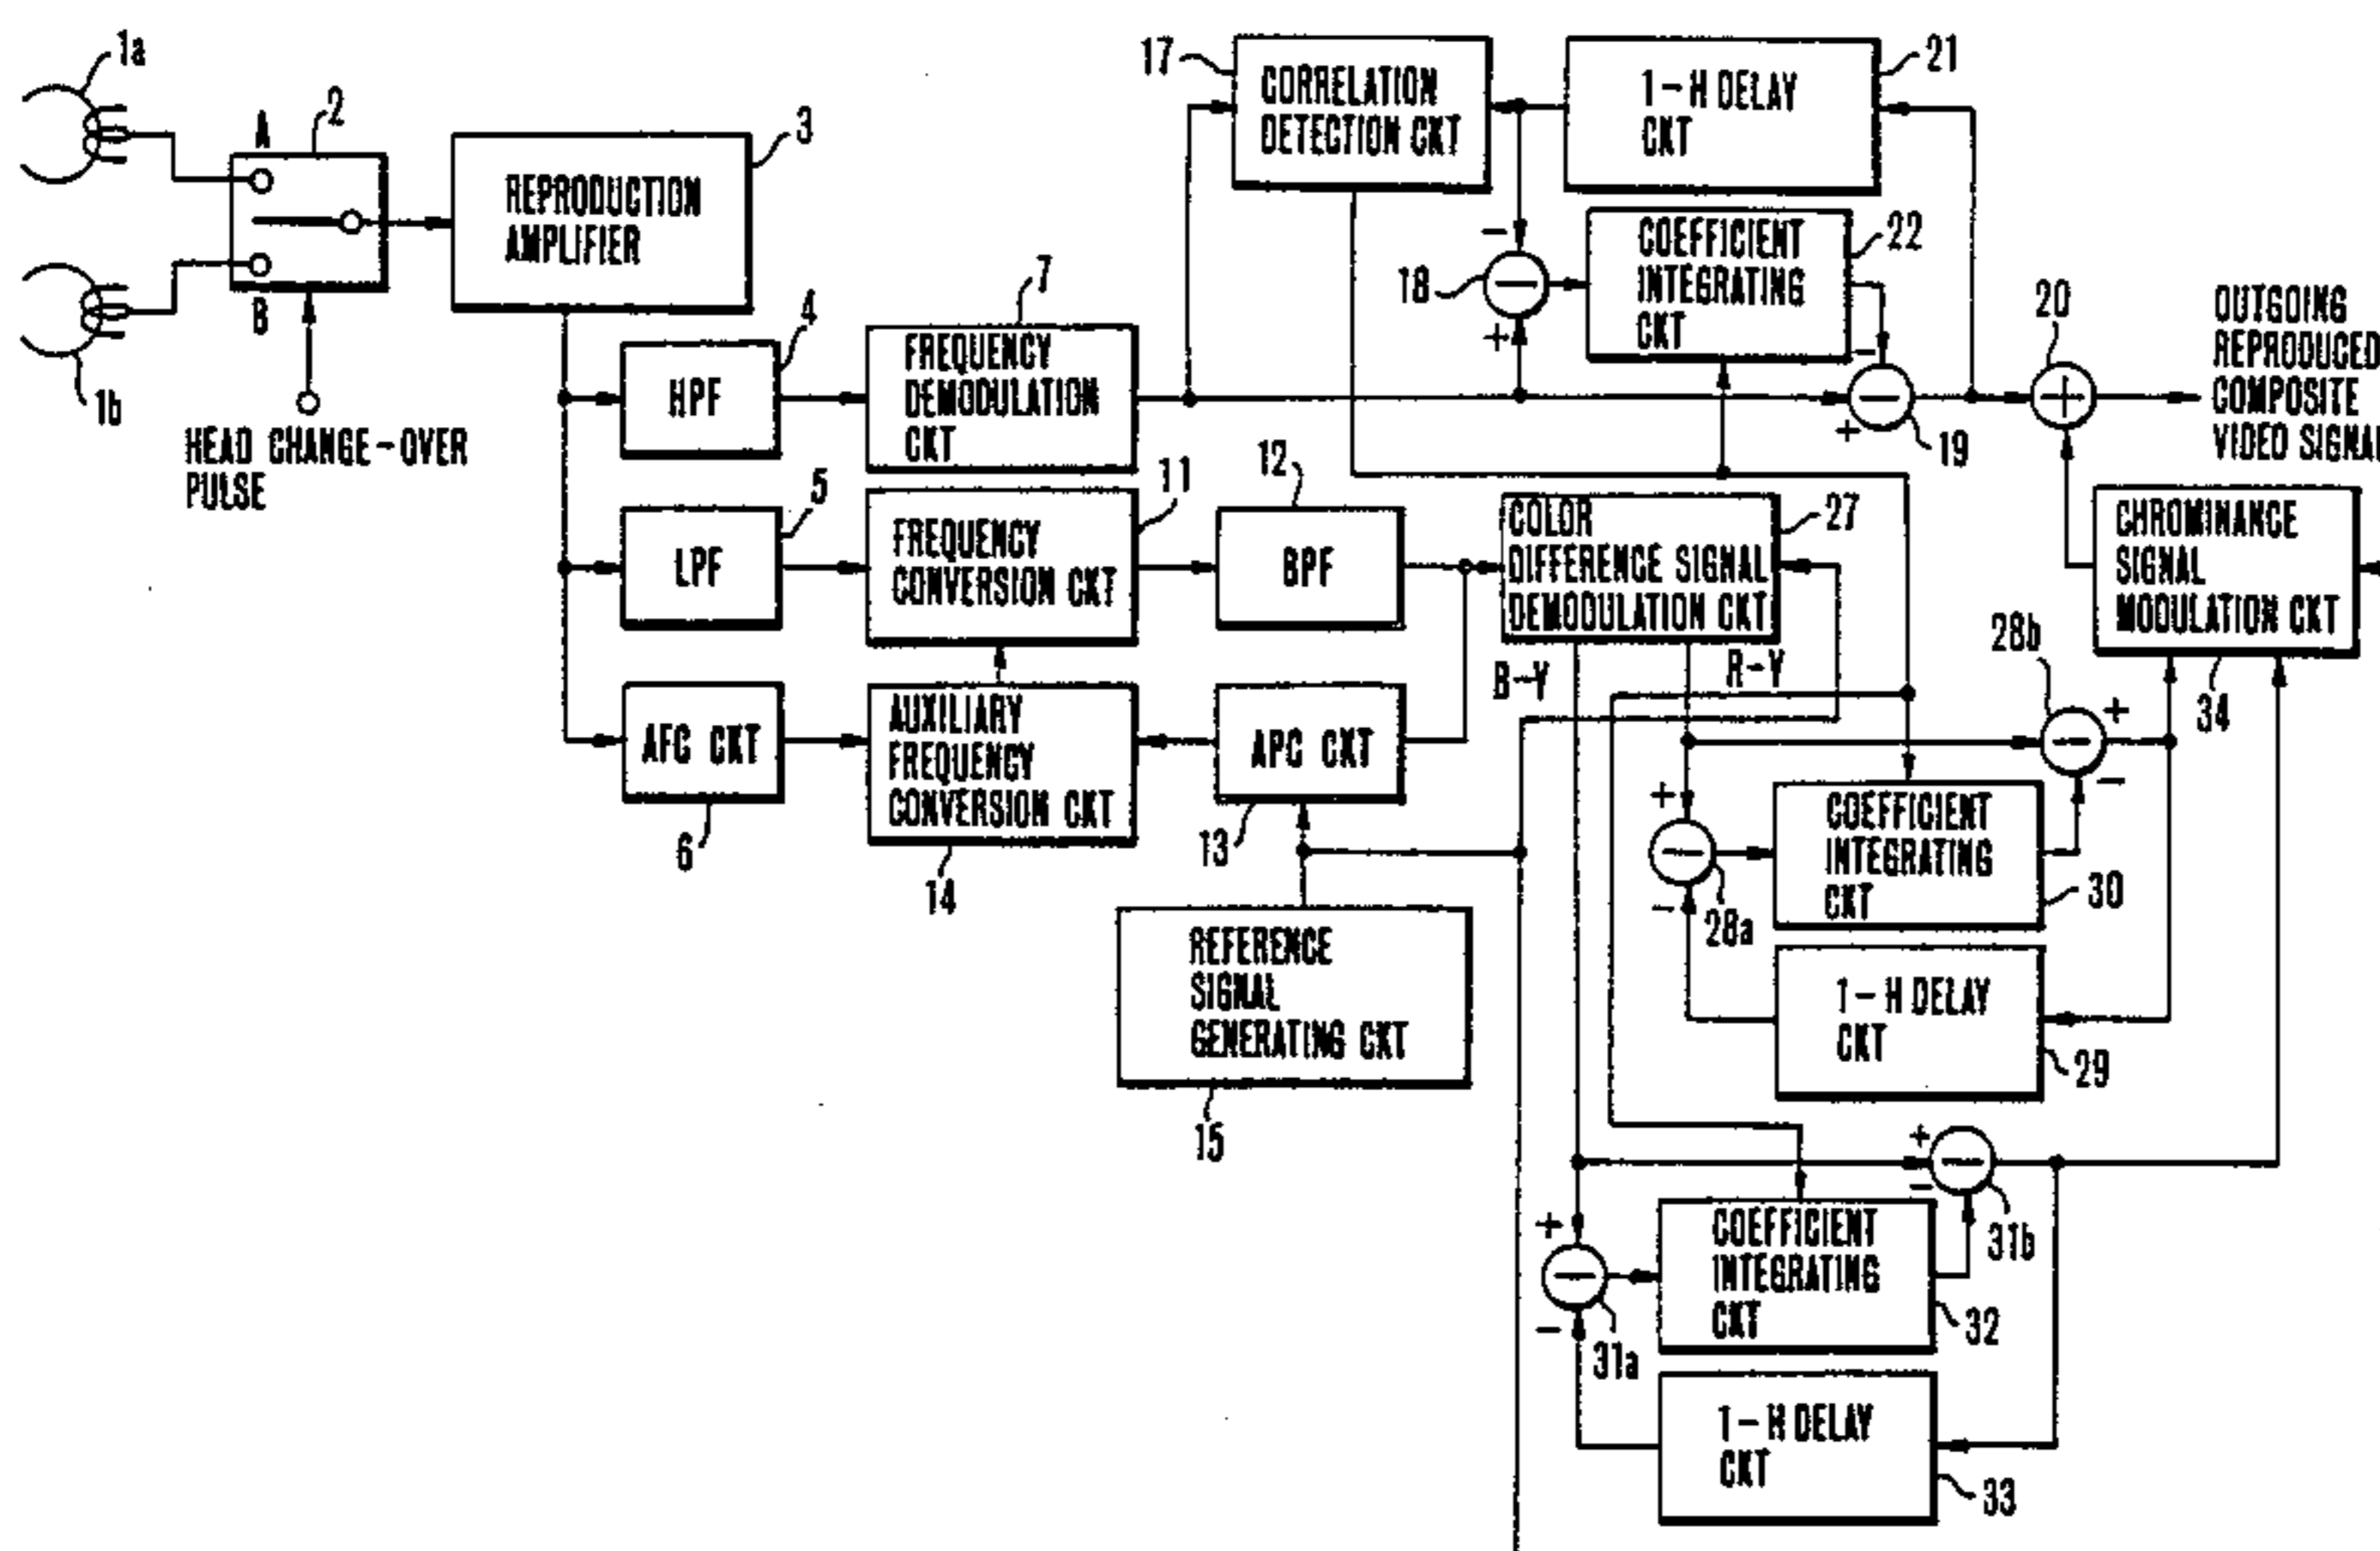 1a
1b
A
B
2
HEAD CHANGE-OVER
PULSE
3
REPRODUCTION
AMPLIFIER
4
HPF
5
LPF
6
AFC CKT
7
FREQUENCY
DEMODULATION
CKT
11
FREQUENCY
CONVERSION CKT
12
BPF
13
APC CKT
14
AUXILIARY
FREQUENCY
CONVERSION CKT
15
REFERENCE
SIGNAL
GENERATING CKT
17
CORRELATION
DETECTION CKT
21
1-H DELAY
CKT
18
-
+
−
22
COEFFICIENT
INTEGRATING
CKT
19
-
+
−
20
+
OUTGOING
REPRODUCED
COMPOSITE
VIDEO SIGNAL
27
COLOR
DIFFERENCE SIGNAL
DEMODULATION CKT
B-Y
R-Y
34
CHROMINANCE
SIGNAL
MODULATION CKT
28b
+
-
−
28a
+
-
−
30
COEFFICIENT
INTEGRATING
CKT
29
1-H DELAY
CKT
31b
+
-
−
31a
+
-
−
32
COEFFICIENT
INTEGRATING
CKT
33
1-H DELAY
CKT